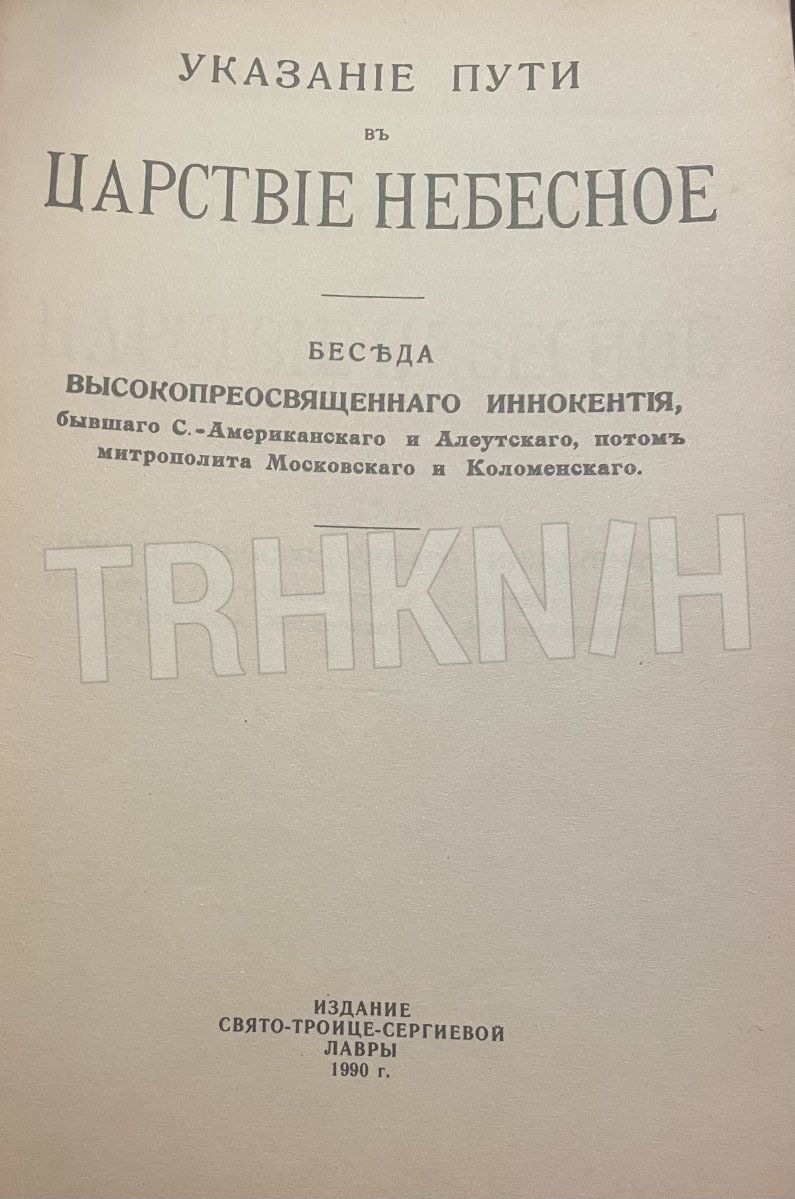 УКАЗАНІЕ ПУТИ
въ
ЦАРСТВІЕ НЕБЕСНОЕ
БЕСѢДА
ВЫСОКОПРЕОСВЯЩЕННАГО ИННОКЕНТІЯ,
бывшаго С.-Американскаго и Алеутскаго, потомъ
митрополита Московскаго и Коломенскаго.
TRHKN/H
ИЗДАНИЕ
СВЯТО-ТРОИЦЕ-СЕРГИЕВОЙ
ЛАВРЫ
1990 г.